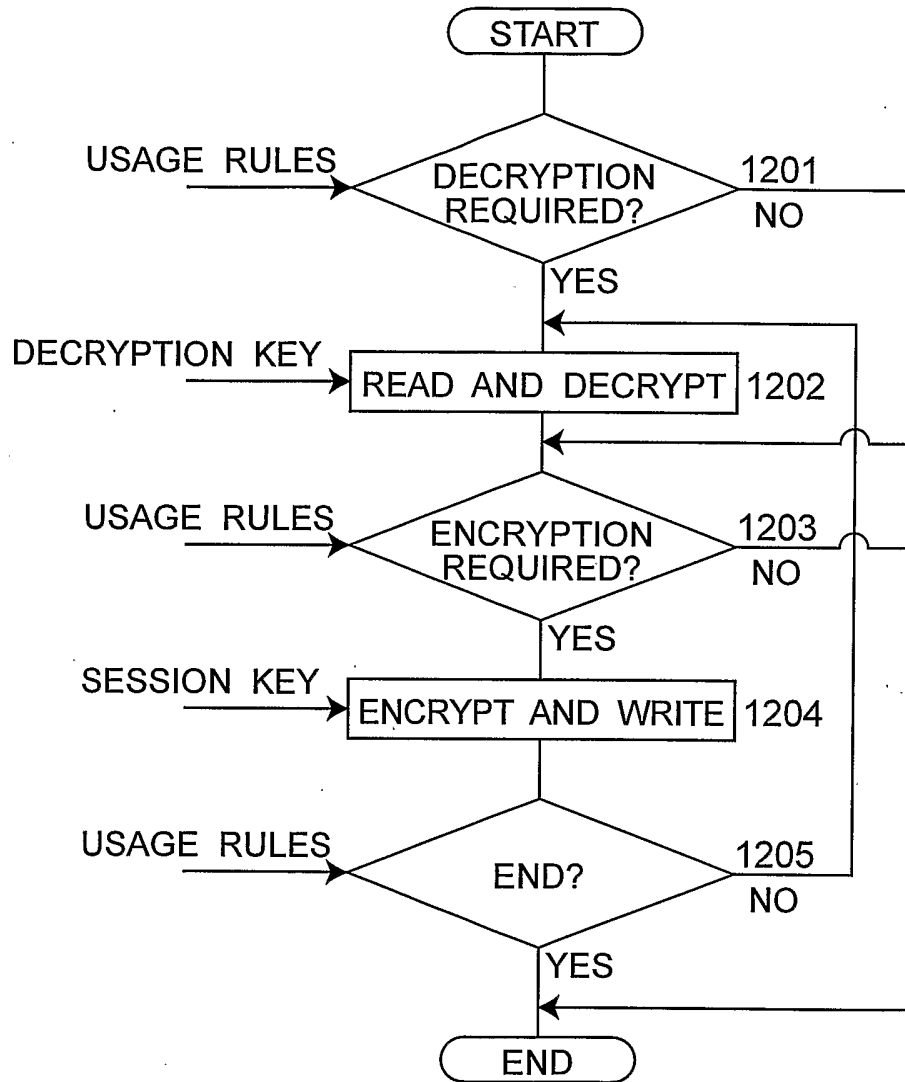 START
USAGE RULES
DECRYPTION
REQUIRED?
1201
NO
YES
DECRYPTION KEY
READ AND DECRYPT
1202
USAGE RULES
ENCRYPTION
REQUIRED?
1203
NO
YES
SESSION KEY
ENCRYPT AND WRITE
1204
USAGE RULES
END?
1205
NO
YES
END